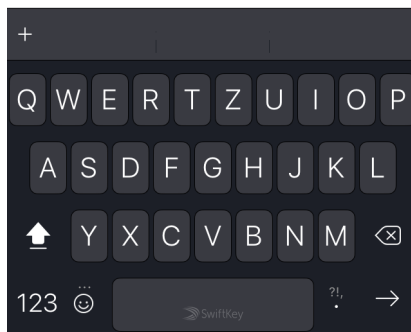 +
Q W E R T Z U I O P
A S D F G H J K L
Y X C V B N M
123 ?!, .
SwiftKey